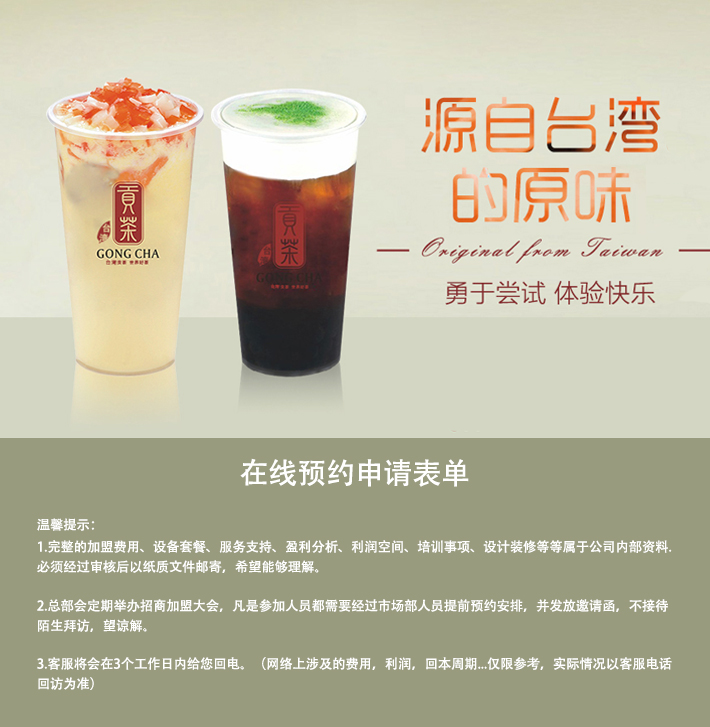 源自台湾
的原味
Original from Taiwan
勇于尝试 体验快乐
貢茶
台湾
GONG CHA
貢茶
GONG CHA
在线预约申请表单
温馨提示：
1.完整的加盟费用、设备套餐、服务支持、盈利分析、利润空间、培训事项、设计装修等等属于公司内部资料.
必须经过审核后以纸质文件邮寄，希望能够理解。
2.总部会定期举办招商加盟大会，凡是参加人员都需要经过市场部人员提前预约安排，并发放邀请函，不接待
陌生拜访，望谅解。
3.客服将会在3个工作日内给您回电。（网络上涉及的费用，利润，回本周期...仅限参考，实际情况以客服电话
回访为准）